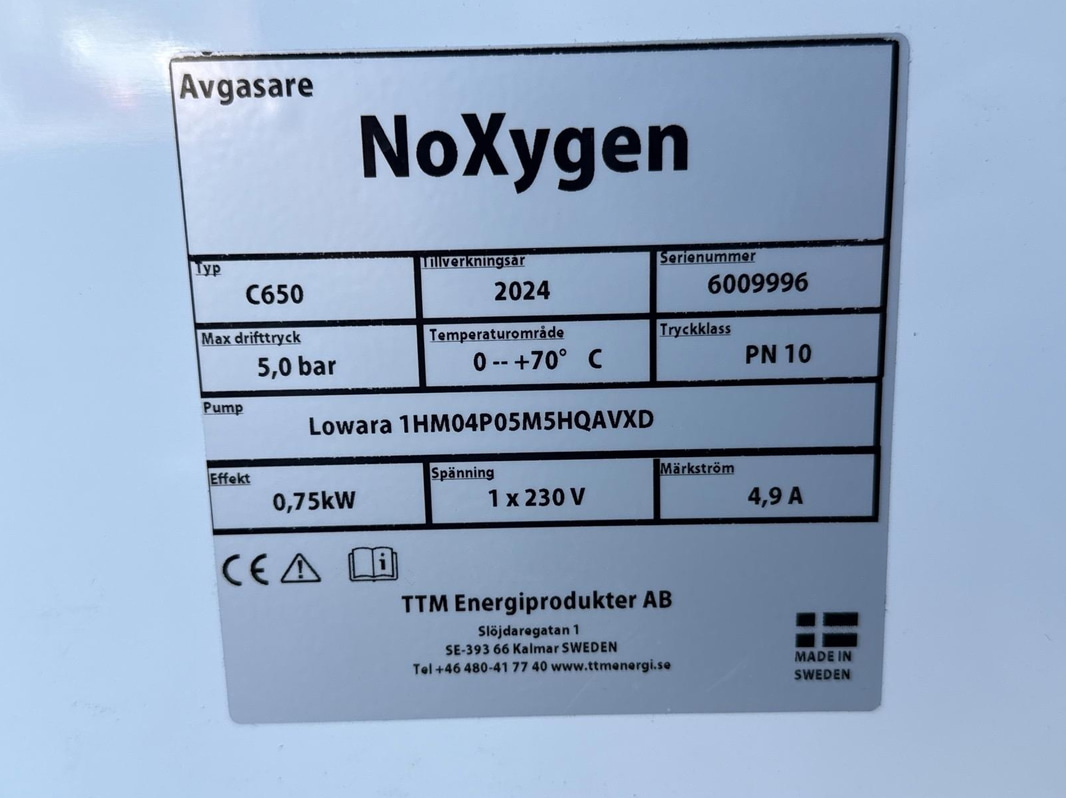 Avgasare
NoXygen
Typ Tillverkningsår Serienummer
C650 2024 6009996
Max drifttryck Temperaturområde Tryckklass
5,0 bar 0 -- +70° C PN 10
Pump
Lowara 1HM04P05M5HQAVXD
Effekt Spänning Märkström
0,75kW 1 x 230 V 4,9 A
CE
TTM Energiprodukter AB
Slöjdaregatan 1
SE-393 66 Kalmar SWEDEN
Tel +46 480-41 77 40 www.ttmenergi.se
MADE IN
SWEDEN